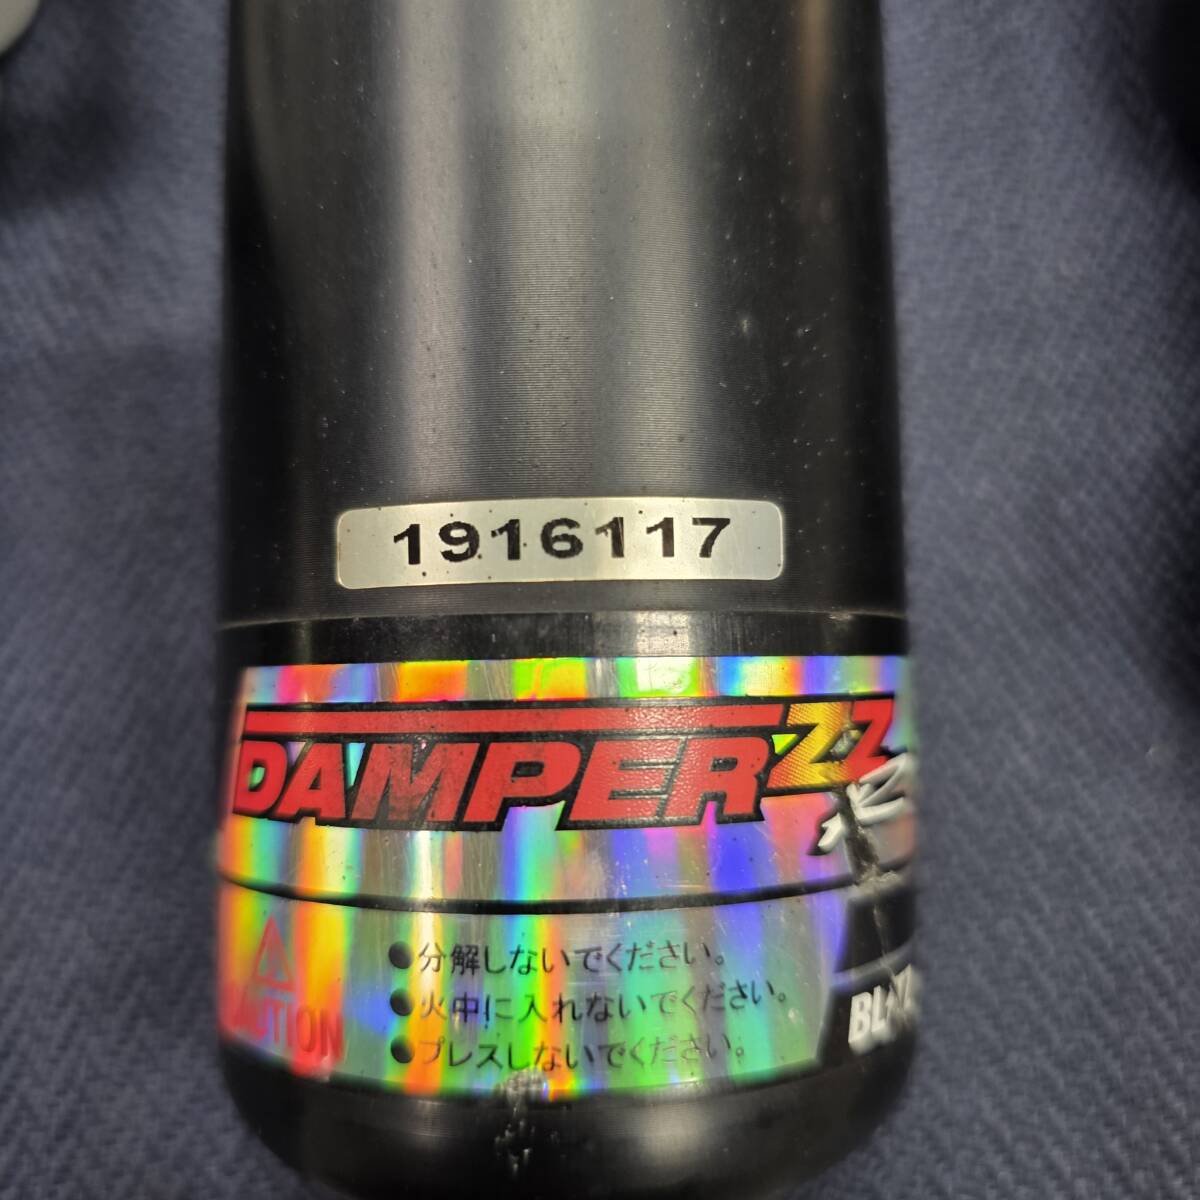 1916117
DAMPER ZZ
CAUTION
●分解しないでください。
●火中に入れないでください。
●プレスしないでください。